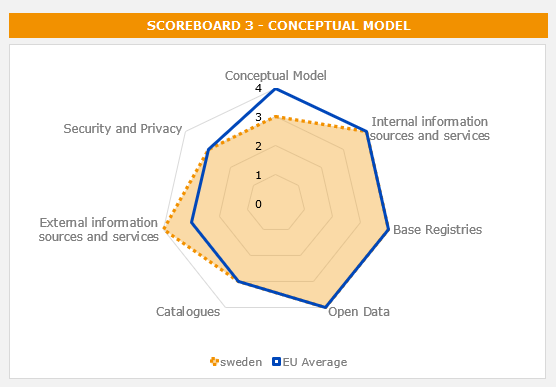 SCOREBOARD 3 - CONCEPTUAL MODEL
Conceptual Model
4
3
2
1
0
Internal information
sources and services
Security and Privacy
External information
sources and services
Base Registries
Catalogues
Open Data
sweden
EU Average